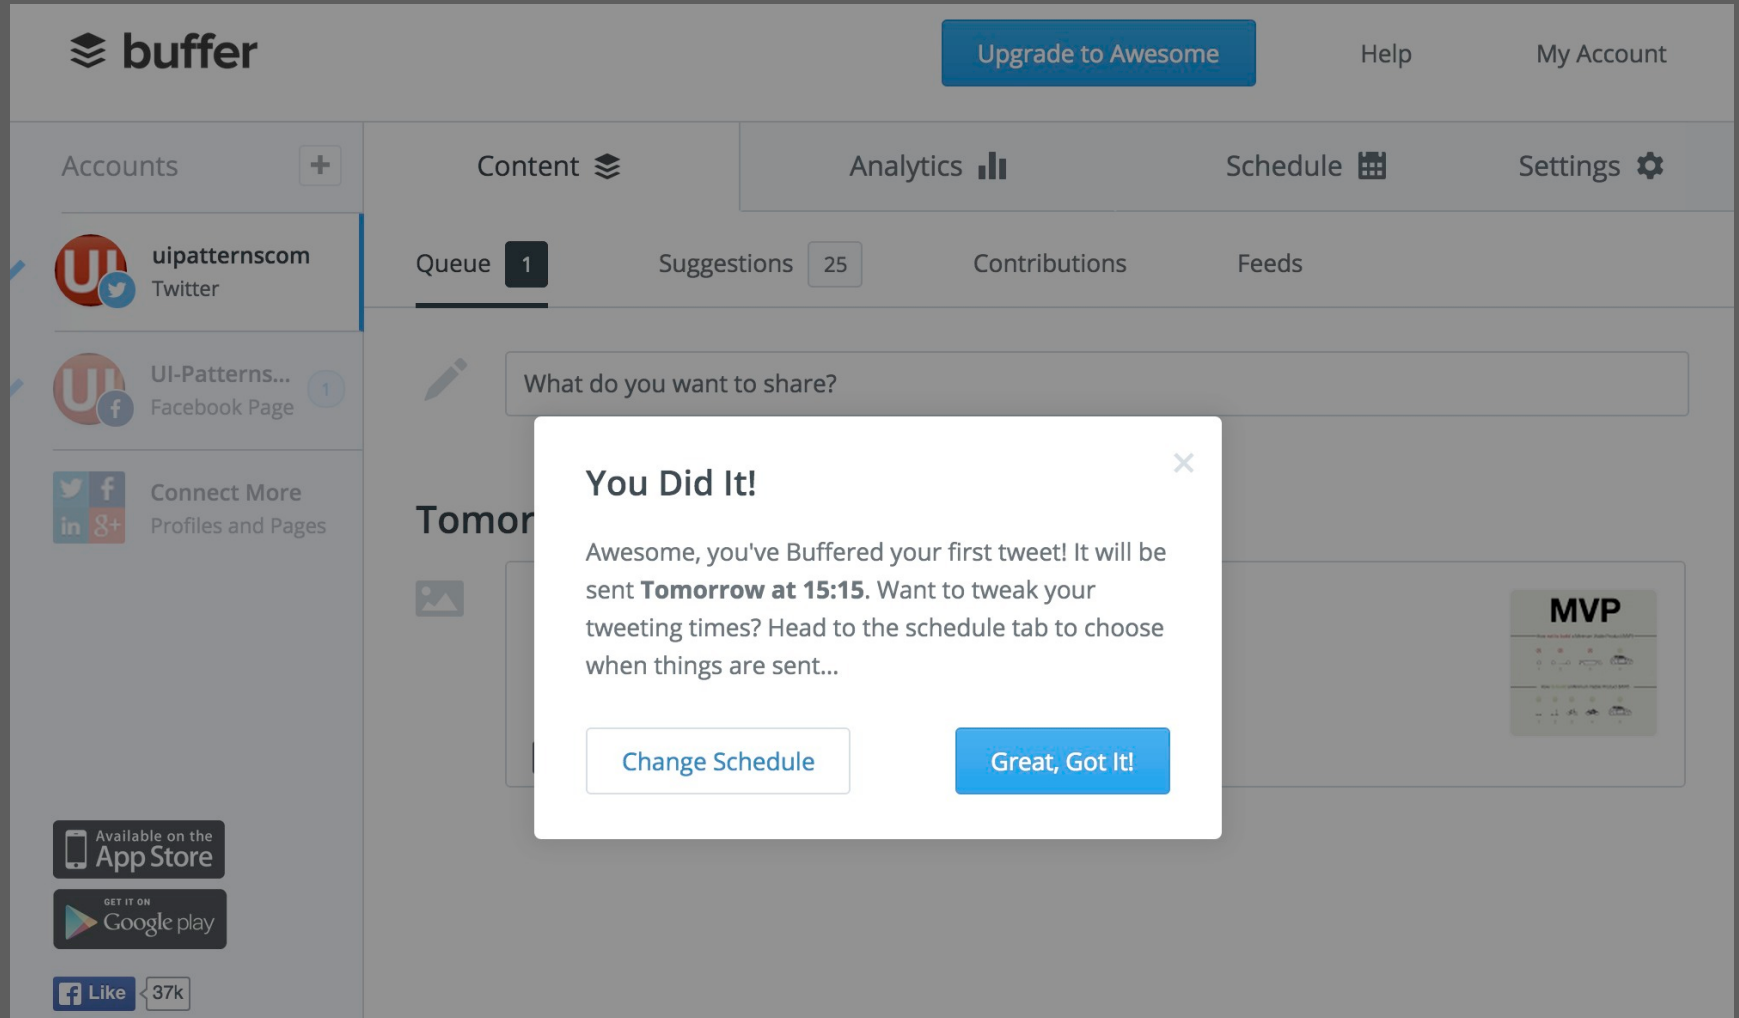 buffer
Upgrade to Awesome
Help
My Account
Accounts
+
Content
Analytics
Schedule
Settings
uipatternscom
Twitter
Queue 1
Suggestions 25
Contributions
Feeds
UI-Patterns...
Facebook Page
1
What do you want to share?
Connect More
Profiles and Pages
Tomor
You Did It!
Awesome, you've Buffered your first tweet! It will be
sent Tomorrow at 15:15. Want to tweak your
tweeting times? Head to the schedule tab to choose
when things are sent...
Change Schedule
Great, Got It!
MVP
Available on the
App Store
GET IT ON
Google play
Like
37k